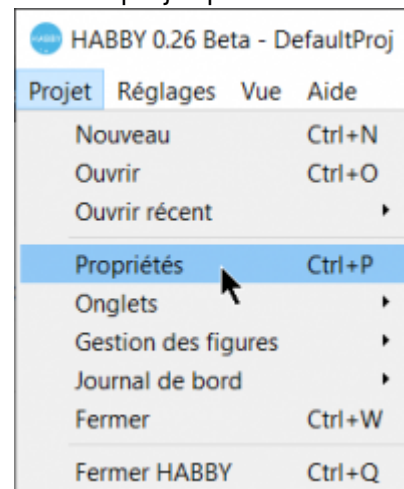 HABBY HABBY 0.26 Beta - DefaultProj
Projet Réglages Vue Aide
Nouveau Ctrl+N
Ouvrir Ctrl+O
Ouvrir récent
Propriétés Ctrl+P
Onglets
Gestion des figures
Journal de bord
Fermer Ctrl+W
Fermer HABBY Ctrl+Q